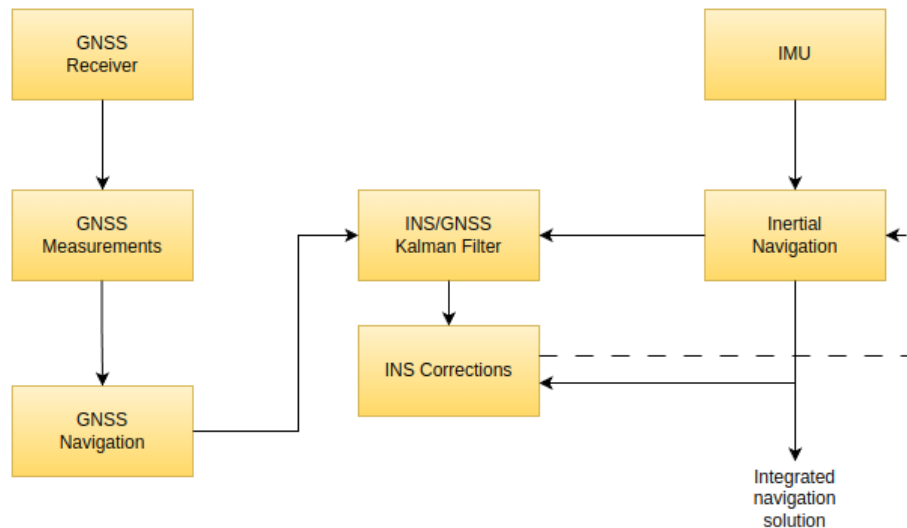 GNSS
Receiver
IMU
GNSS
Measurements
INS/GNSS
Kalman Filter
Inertial
Navigation
INS Corrections
GNSS
Navigation
Integrated
navigation
solution